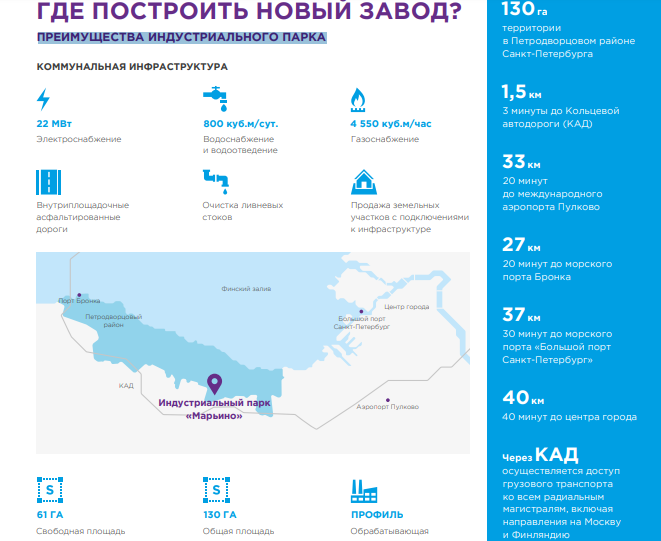 ГДЕ ПОСТРОИТЬ НОВЫЙ ЗАВОД?
ПРЕИМУЩЕСТВА ИНДУСТРИАЛЬНОГО ПАРКА
КОММУНАЛЬНАЯ ИНФРАСТРУКТУРА
22 МВт
Электроснабжение
800 куб.м/сут.
Водоснабжение
и водоотведение
4 550 куб.м/час
Газоснабжение
Внутриплощадочные
асфальтированные
дороги
Очистка ливневых
стоков
Продажа земельных
участков с подключениями
к инфраструктуре
Финский залив
Порт Бронка
Петродворцовый
район
Центр города
Большой порт
Санкт-Петербург
КАД
Индустриальный парк
«Марьино»
Аэропорт Пулково
S
61 ГА
Свободная площадь
S
130 ГА
Общая площадь
ПРОФИЛЬ
Обрабатывающая
130 га
территории
в Петродворцовом районе
Санкт-Петербурга
1,5 км
3 минуты до Кольцевой
автодороги (КАД)
33 км
20 минут
до международного
аэропорта Пулково
27 км
20 минут до морского
порта Бронка
37 км
30 минут до морского
порта «Большой порт
Санкт-Петербург»
40 км
40 минут до центра города
Через КАД
осуществляется доступ
грузового транспорта
ко всем радиальным
магистралям, включая
направления на Москву
и Финляндию